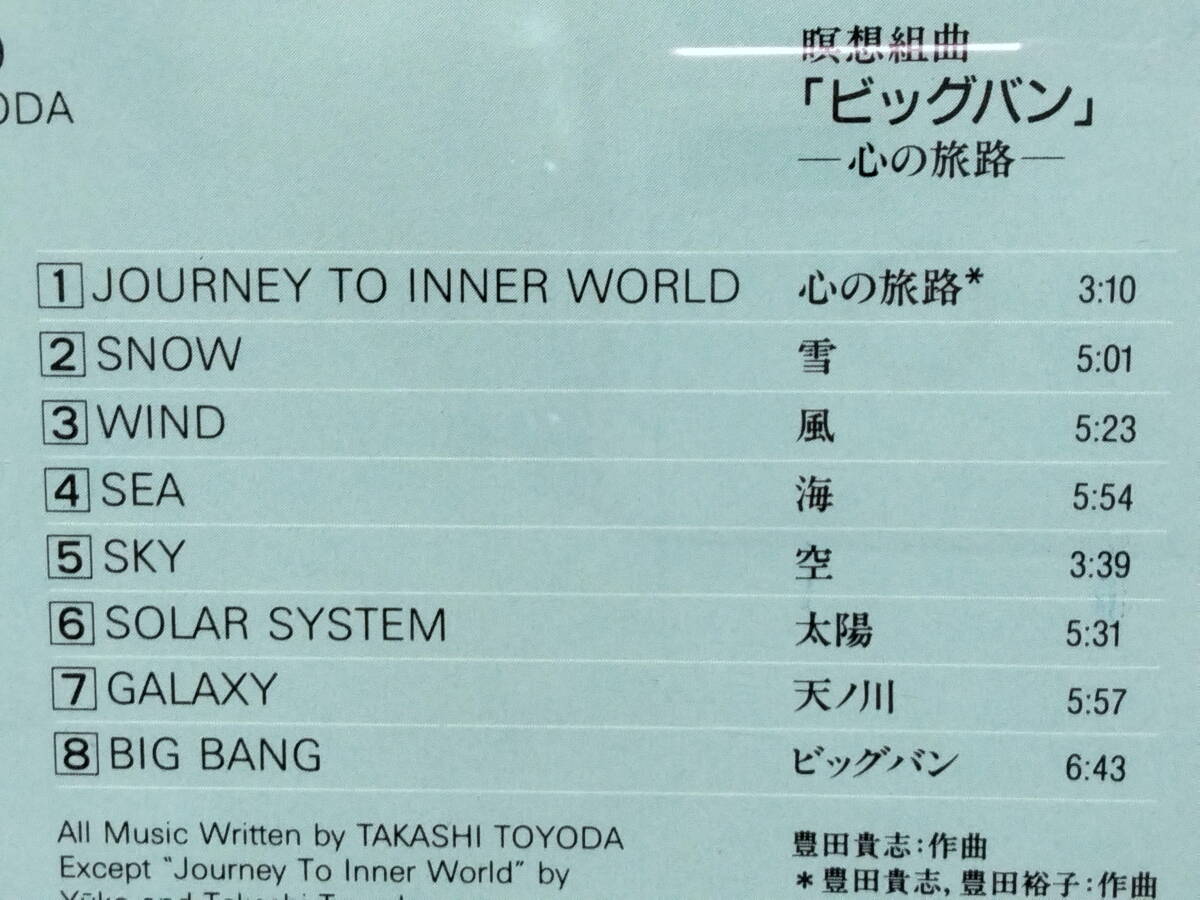 瞑想組曲
「ビッグバン」
—心の旅路—
1 JOURNEY TO INNER WORLD 心の旅路* 3:10
2 SNOW 雪 5:01
3 WIND 風 5:23
4 SEA 海 5:54
5 SKY 空 3:39
6 SOLAR SYSTEM 太陽 5:31
7 GALAXY 天ノ川 5:57
8 BIG BANG ビッグバン 6:43
All Music Written by TAKASHI TOYODA
Except "Journey To Inner World" by
豊田貴志:作曲
*豊田貴志,豊田裕子:作曲